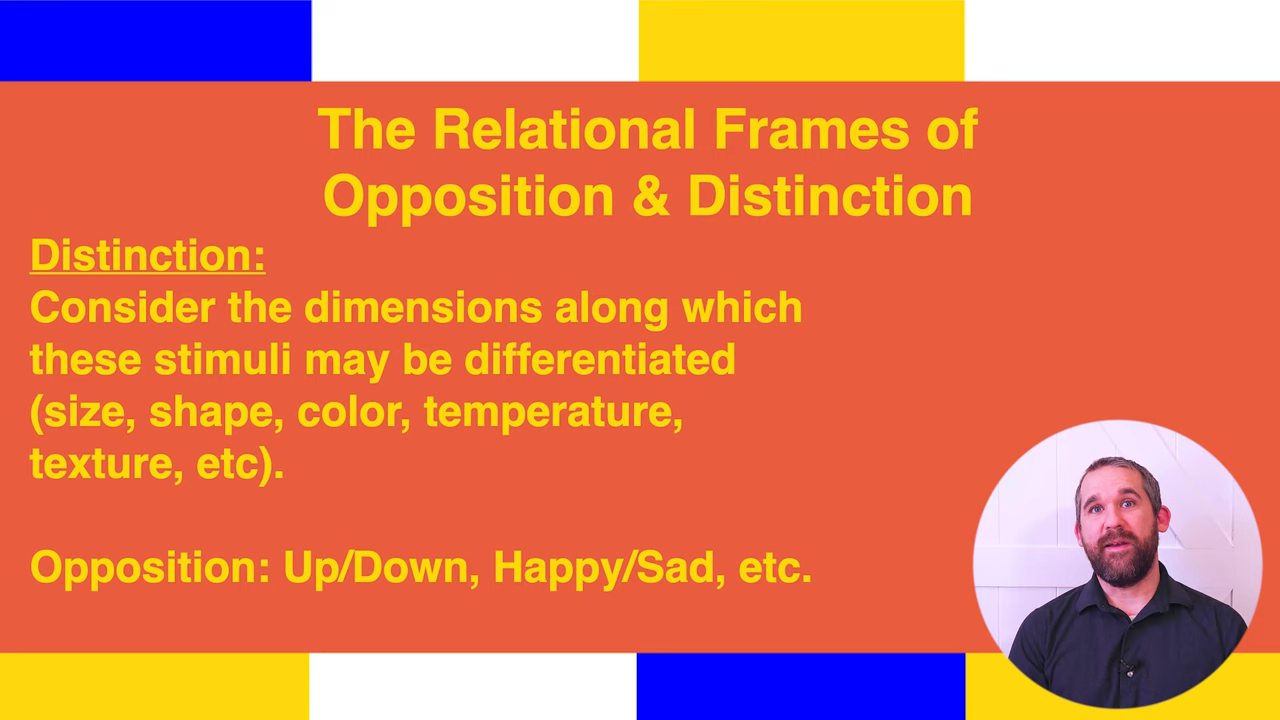 The Relational Frames of
Opposition & Distinction
Distinction:
Consider the dimensions along which
these stimuli may be differentiated
(size, shape, color, temperature,
texture, etc).
Opposition: Up/Down, Happy/Sad, etc.